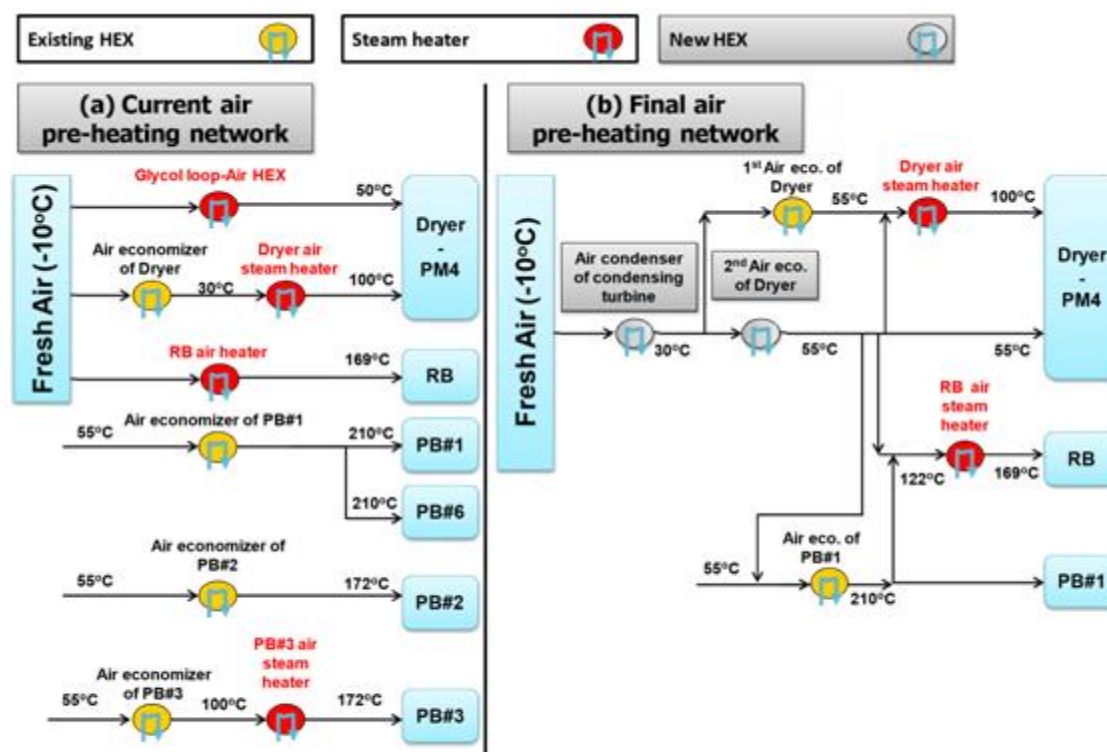 Existing HEX
Steam heater
New HEX
(a) Current air
pre-heating network
Fresh Air (-10°C)
Glycol loop-Air HEX
50°C
Air economizer
of Dryer
30°C
Dryer air
steam heater
100°C
Dryer
-
PM4
RB air heater
169°C
RB
55°C
Air economizer of PB#1
210°C
PB#1
210°C
PB#6
55°C
Air economizer of
PB#2
172°C
PB#2
55°C
Air economizer
of PB#3
100°C
PB#3 air
steam
heater
172°C
PB#3
(b) Final air
pre-heating network
Fresh Air (-10°C)
Air condenser
of condensing
turbine
30°C
1st Air eco. of
Dryer
55°C
Dryer air
steam heater
100°C
2nd Air eco.
of Dryer
55°C
55°C
Dryer
-
PM4
RB air
steam
heater
122°C
169°C
RB
55°C
Air eco. of
PB#1
210°C
PB#1